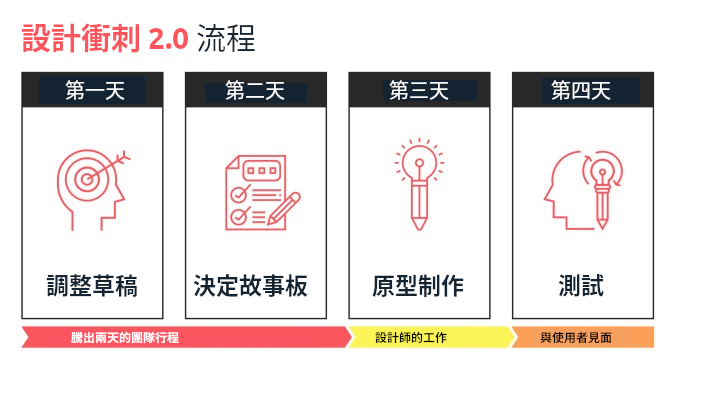 設計衝刺 2.0 流程
第一天
第二天
第三天
第四天
調整草稿
決定故事板
原型制作
測試
騰出兩天的團隊行程
設計師的工作
與使用者見面